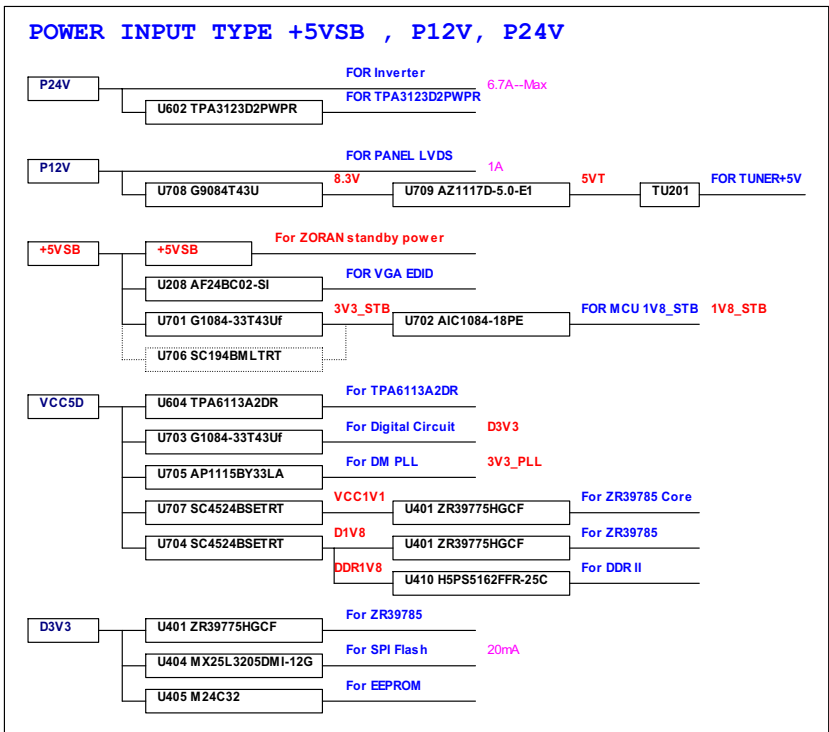 POWER INPUT TYPE +5VSB , P12V, P24V
FOR Inverter
P24V
6.7A--Max
FOR TPA3123D2PWPR
U602 TPA3123D2PWPR
FOR PANEL LVDS
P12V
1A
8.3V
5VT
FOR TUNER+5V
U708 G9084T43U
U709 AZ1117D-5.0-E1
TU201
For ZORAN standby power
+5VSB
+5VSB
FOR VGA EDID
U208 AF24BC02-SI
3V3_STB
FOR MCU 1V8_STB
1V8_STB
U701 G1084-33T43Uf
U702 AIC1084-18PE
U706 SC194BMLTRT
For TPA6113A2DR
VCC5D
U604 TPA6113A2DR
For Digital Circuit
D3V3
U703 G1084-33T43Uf
For DM PLL
3V3_PLL
U705 AP1115BY33LA
VCC1V1
For ZR39785 Core
U707 SC4524BSETRT
U401 ZR39775HGCF
D1V8
For ZR39785
U704 SC4524BSETRT
U401 ZR39775HGCF
DDR1V8
For DDR II
U410 H5PS5162FFR-25C
For ZR39785
D3V3
U401 ZR39775HGCF
For SPI Flash
20mA
U404 MX25L3205DMI-12G
For EEPROM
U405 M24C32